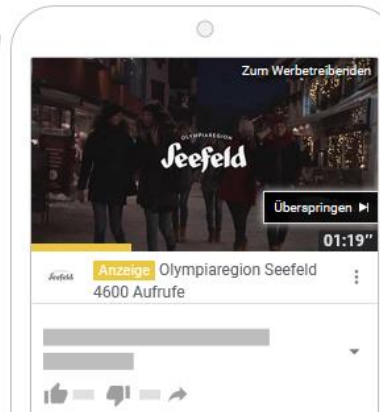 Zum Werbetreibenden
OLYMPIAREGION
Seefeld
Überspringen
01:19″
Seefeld
Anzeige Olympiaregion Seefeld
4600 Aufrufe